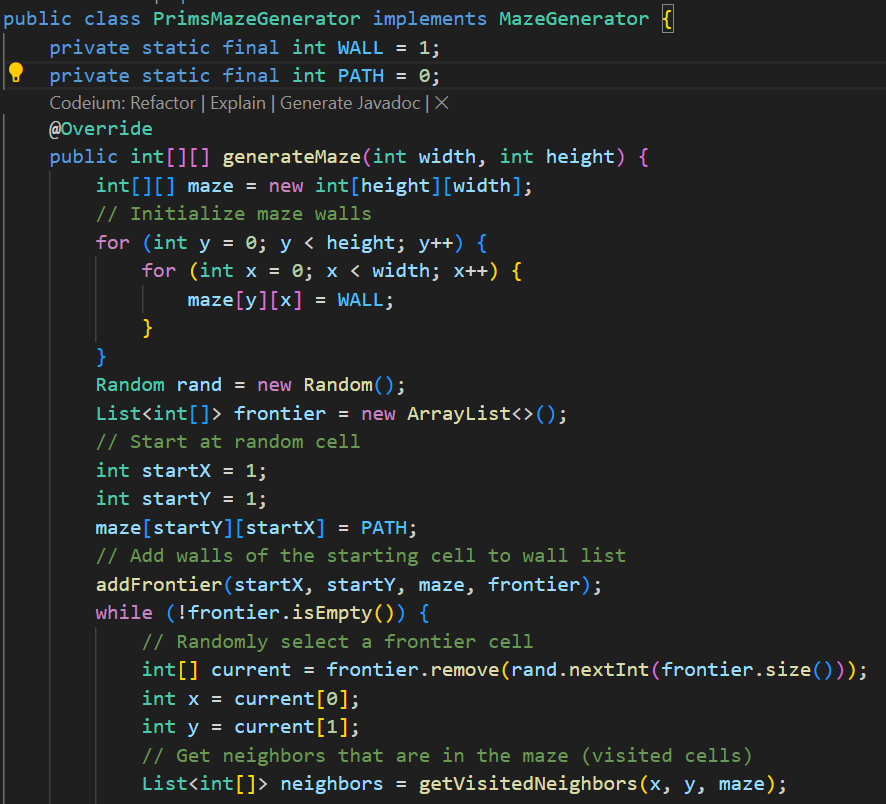 public class PrimsMazeGenerator implements MazeGenerator {
    private static final int WALL = 1;
    private static final int PATH = 0;
    Codeium: Refactor | Explain | Generate Javadoc | ✕
    @Override
    public int[][] generateMaze(int width, int height) {
        int[][] maze = new int[height][width];
        // Initialize maze walls
        for (int y = 0; y < height; y++) {
            for (int x = 0; x < width; x++) {
                maze[y][x] = WALL;
            }
        }
        Random rand = new Random();
        List<int[]> frontier = new ArrayList<>();
        // Start at random cell
        int startX = 1;
        int startY = 1;
        maze[startY][startX] = PATH;
        // Add walls of the starting cell to wall list
        addFrontier(startX, startY, maze, frontier);
        while (!frontier.isEmpty()) {
            // Randomly select a frontier cell
            int[] current = frontier.remove(rand.nextInt(frontier.size()));
            int x = current[0];
            int y = current[1];
            // Get neighbors that are in the maze (visited cells)
            List<int[]> neighbors = getVisitedNeighbors(x, y, maze);